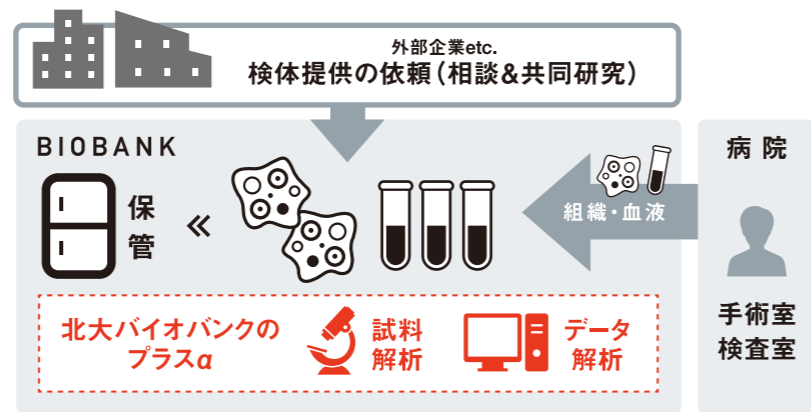 外部企業etc.
検体提供の依頼（相談&共同研究）
BIOBANK
保
管
組織・血液
病院
手術室
検査室
北大バイオバンクの
プラスα
試料
解析
データ
解析